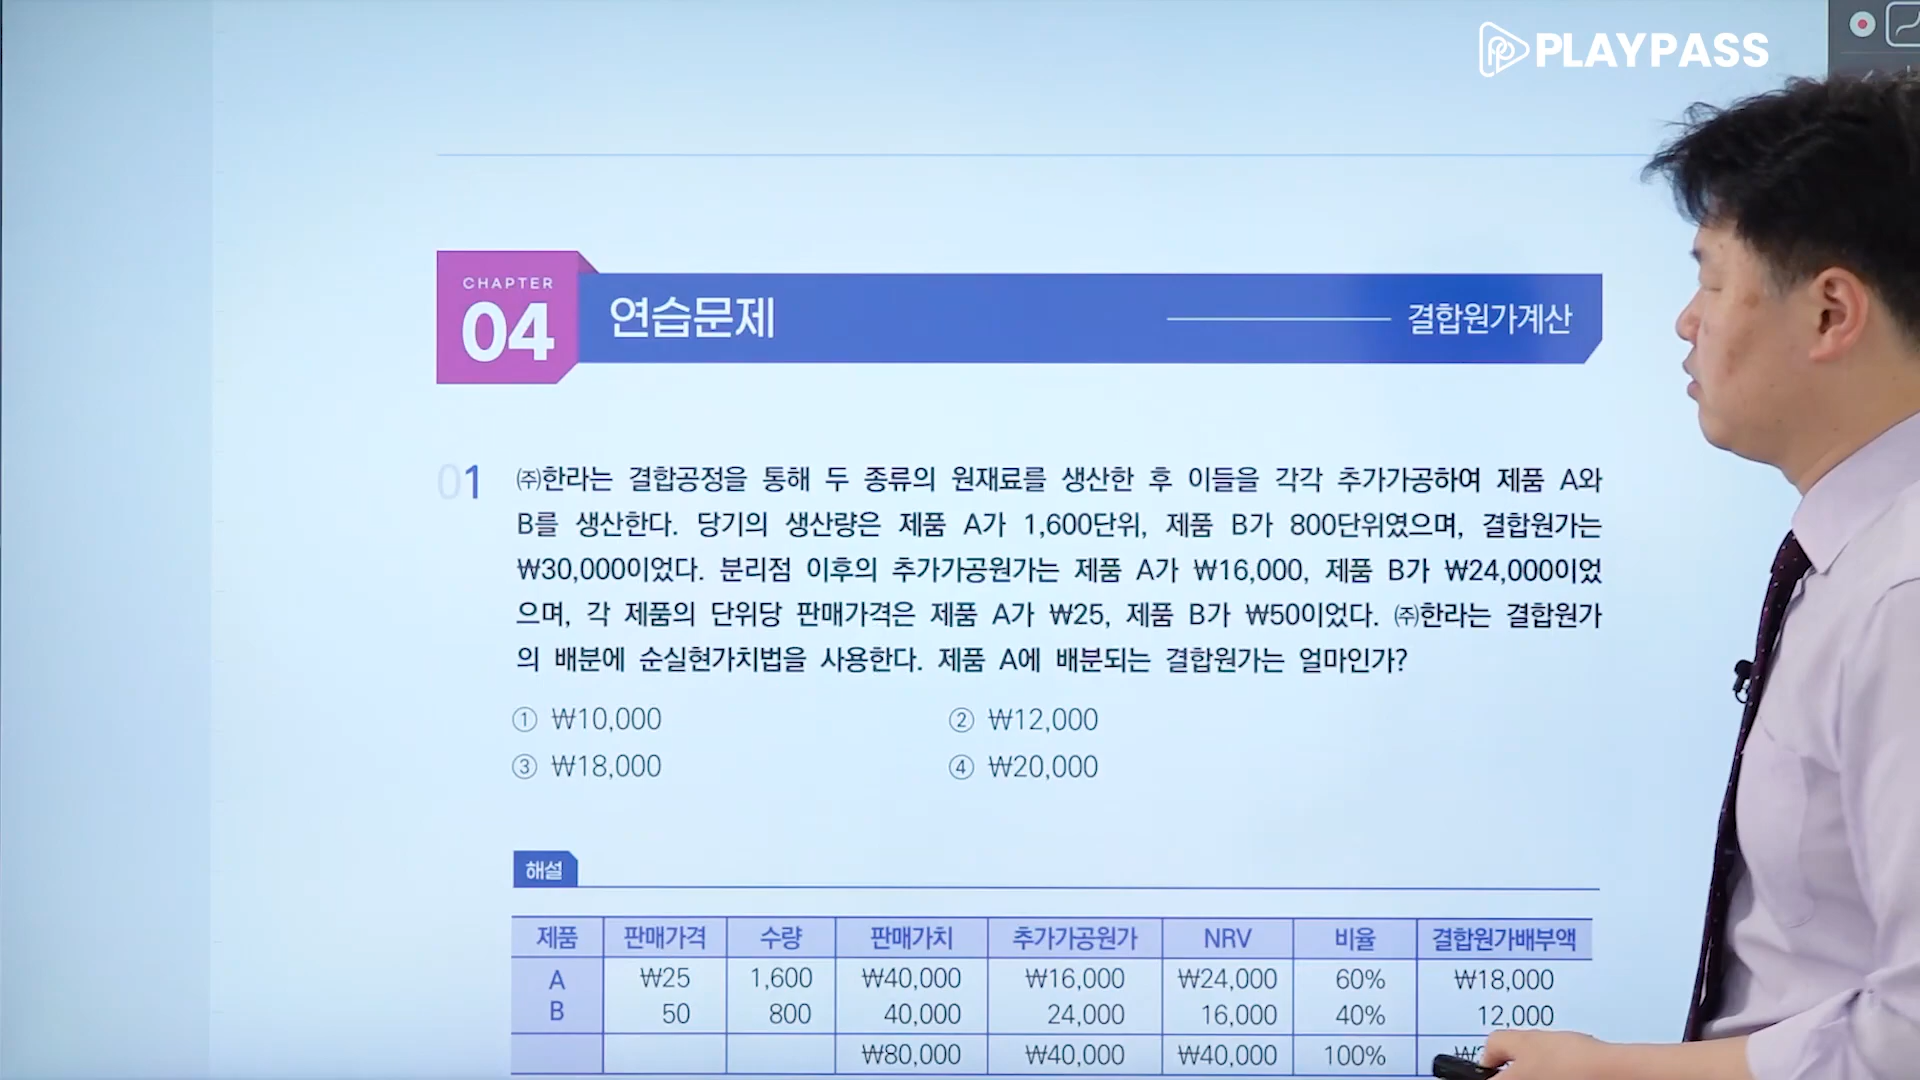 PLAYPASS
CHAPTER
04
연습문제
결합원가계산
01
㈜한라는 결합공정을 통해 두 종류의 원재료를 생산한 후 이들을 각각 추가가공하여 제품 A와
B를 생산한다. 당기의 생산량은 제품 A가 1,600단위, 제품 B가 800단위였으며, 결합원가는
₩30,000이었다. 분리점 이후의 추가가공원가는 제품 A가 ₩16,000, 제품 B가 ₩24,000이었
으며, 각 제품의 단위당 판매가격은 제품 A가 ₩25, 제품 B가 ₩50이었다. ㈜한라는 결합원가
의 배분에 순실현가치법을 사용한다. 제품 A에 배분되는 결합원가는 얼마인가?
① ₩10,000 ② ₩12,000
③ ₩18,000 ④ ₩20,000
해설
제품 판매가격 수량 판매가치 추가가공원가 NRV 비율 결합원가배부액
A ₩25 1,600 ₩40,000 ₩16,000 ₩24,000 60% ₩18,000
B 50 800 40,000 24,000 16,000 40% 12,000
₩80,000 ₩40,000 ₩40,000 100%